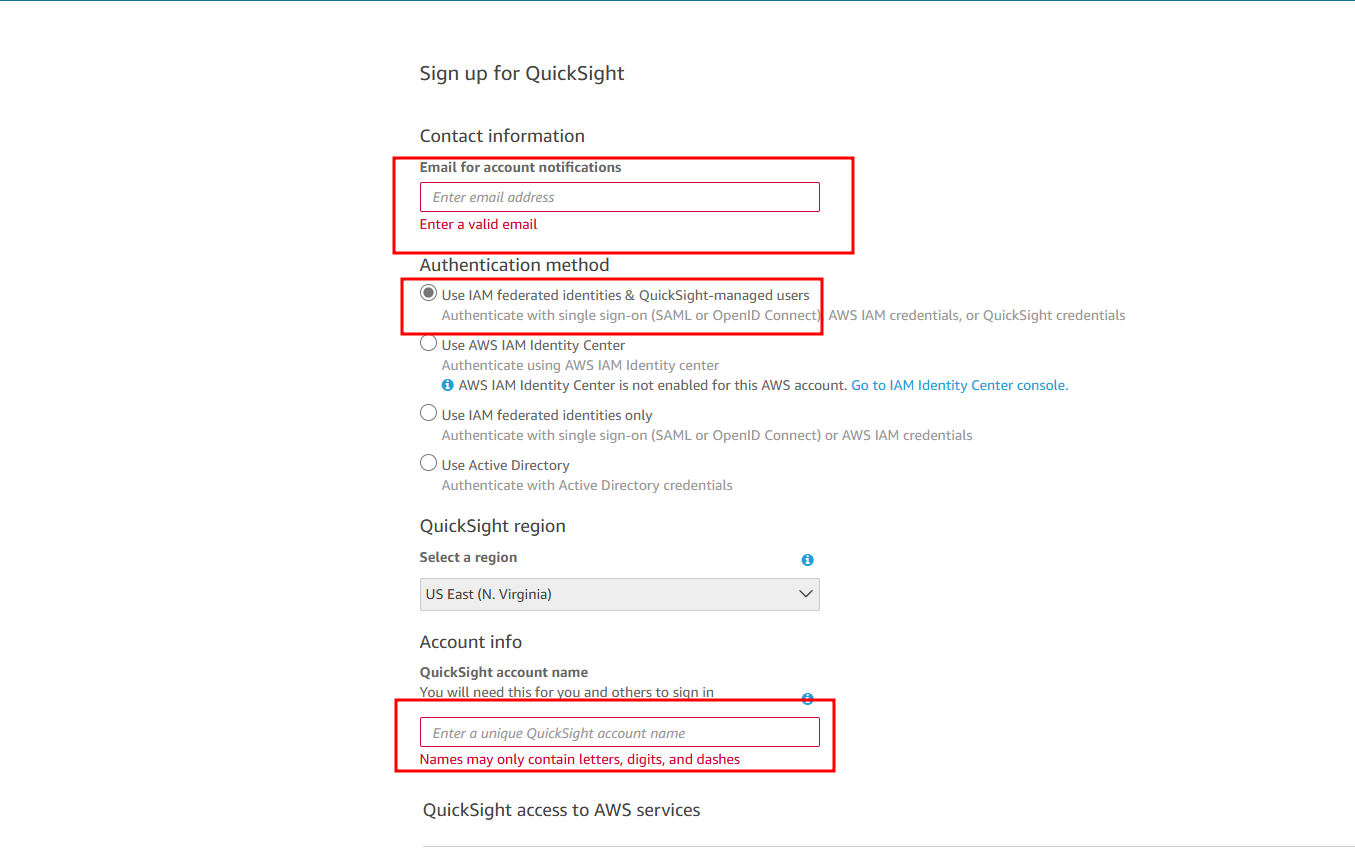 Sign up for QuickSight
Contact information
Email for account notifications
Enter email address
Enter a valid email
Authentication method
Use IAM federated identities & QuickSight-managed users
Authenticate with single sign-on (SAML or OpenID Connect), AWS IAM credentials, or QuickSight credentials
Use AWS IAM Identity Center
Authenticate using AWS IAM Identity center
AWS IAM Identity Center is not enabled for this AWS account. Go to IAM Identity Center console.
Use IAM federated identities only
Authenticate with single sign-on (SAML or OpenID Connect) or AWS IAM credentials
Use Active Directory
Authenticate with Active Directory credentials
QuickSight region
Select a region
US East (N. Virginia)
Account info
QuickSight account name
You will need this for you and others to sign in
Enter a unique QuickSight account name
Names may only contain letters, digits, and dashes
QuickSight access to AWS services